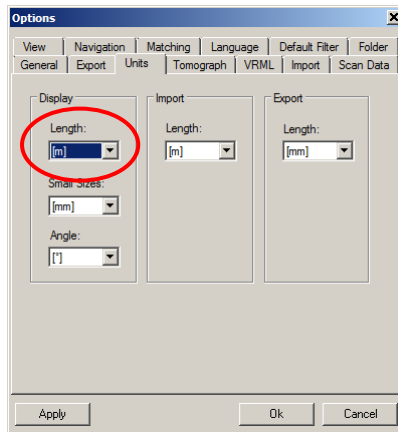 Options
View Navigation Matching Language Default Filter Folder
General Export Units Tomograph VRML Import Scan Data
Display Import Export
Length: Length: Length:
[m] [m] [mm]
Small Sizes:
[mm]
Angle:
[°]
Apply Ok Cancel